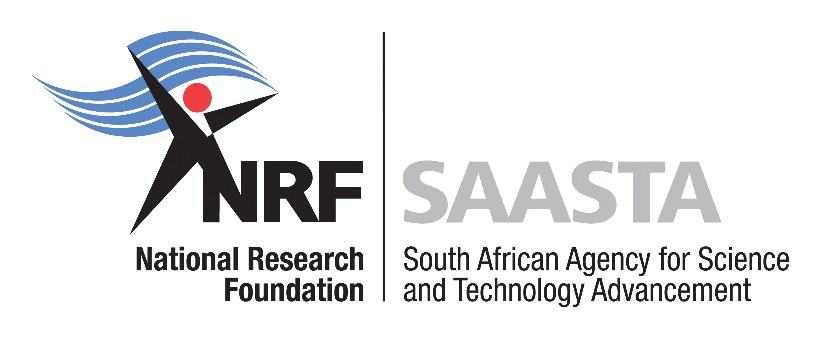 NRF
National Research
Foundation
SAASTA
South African Agency for Science
and Technology Advancement